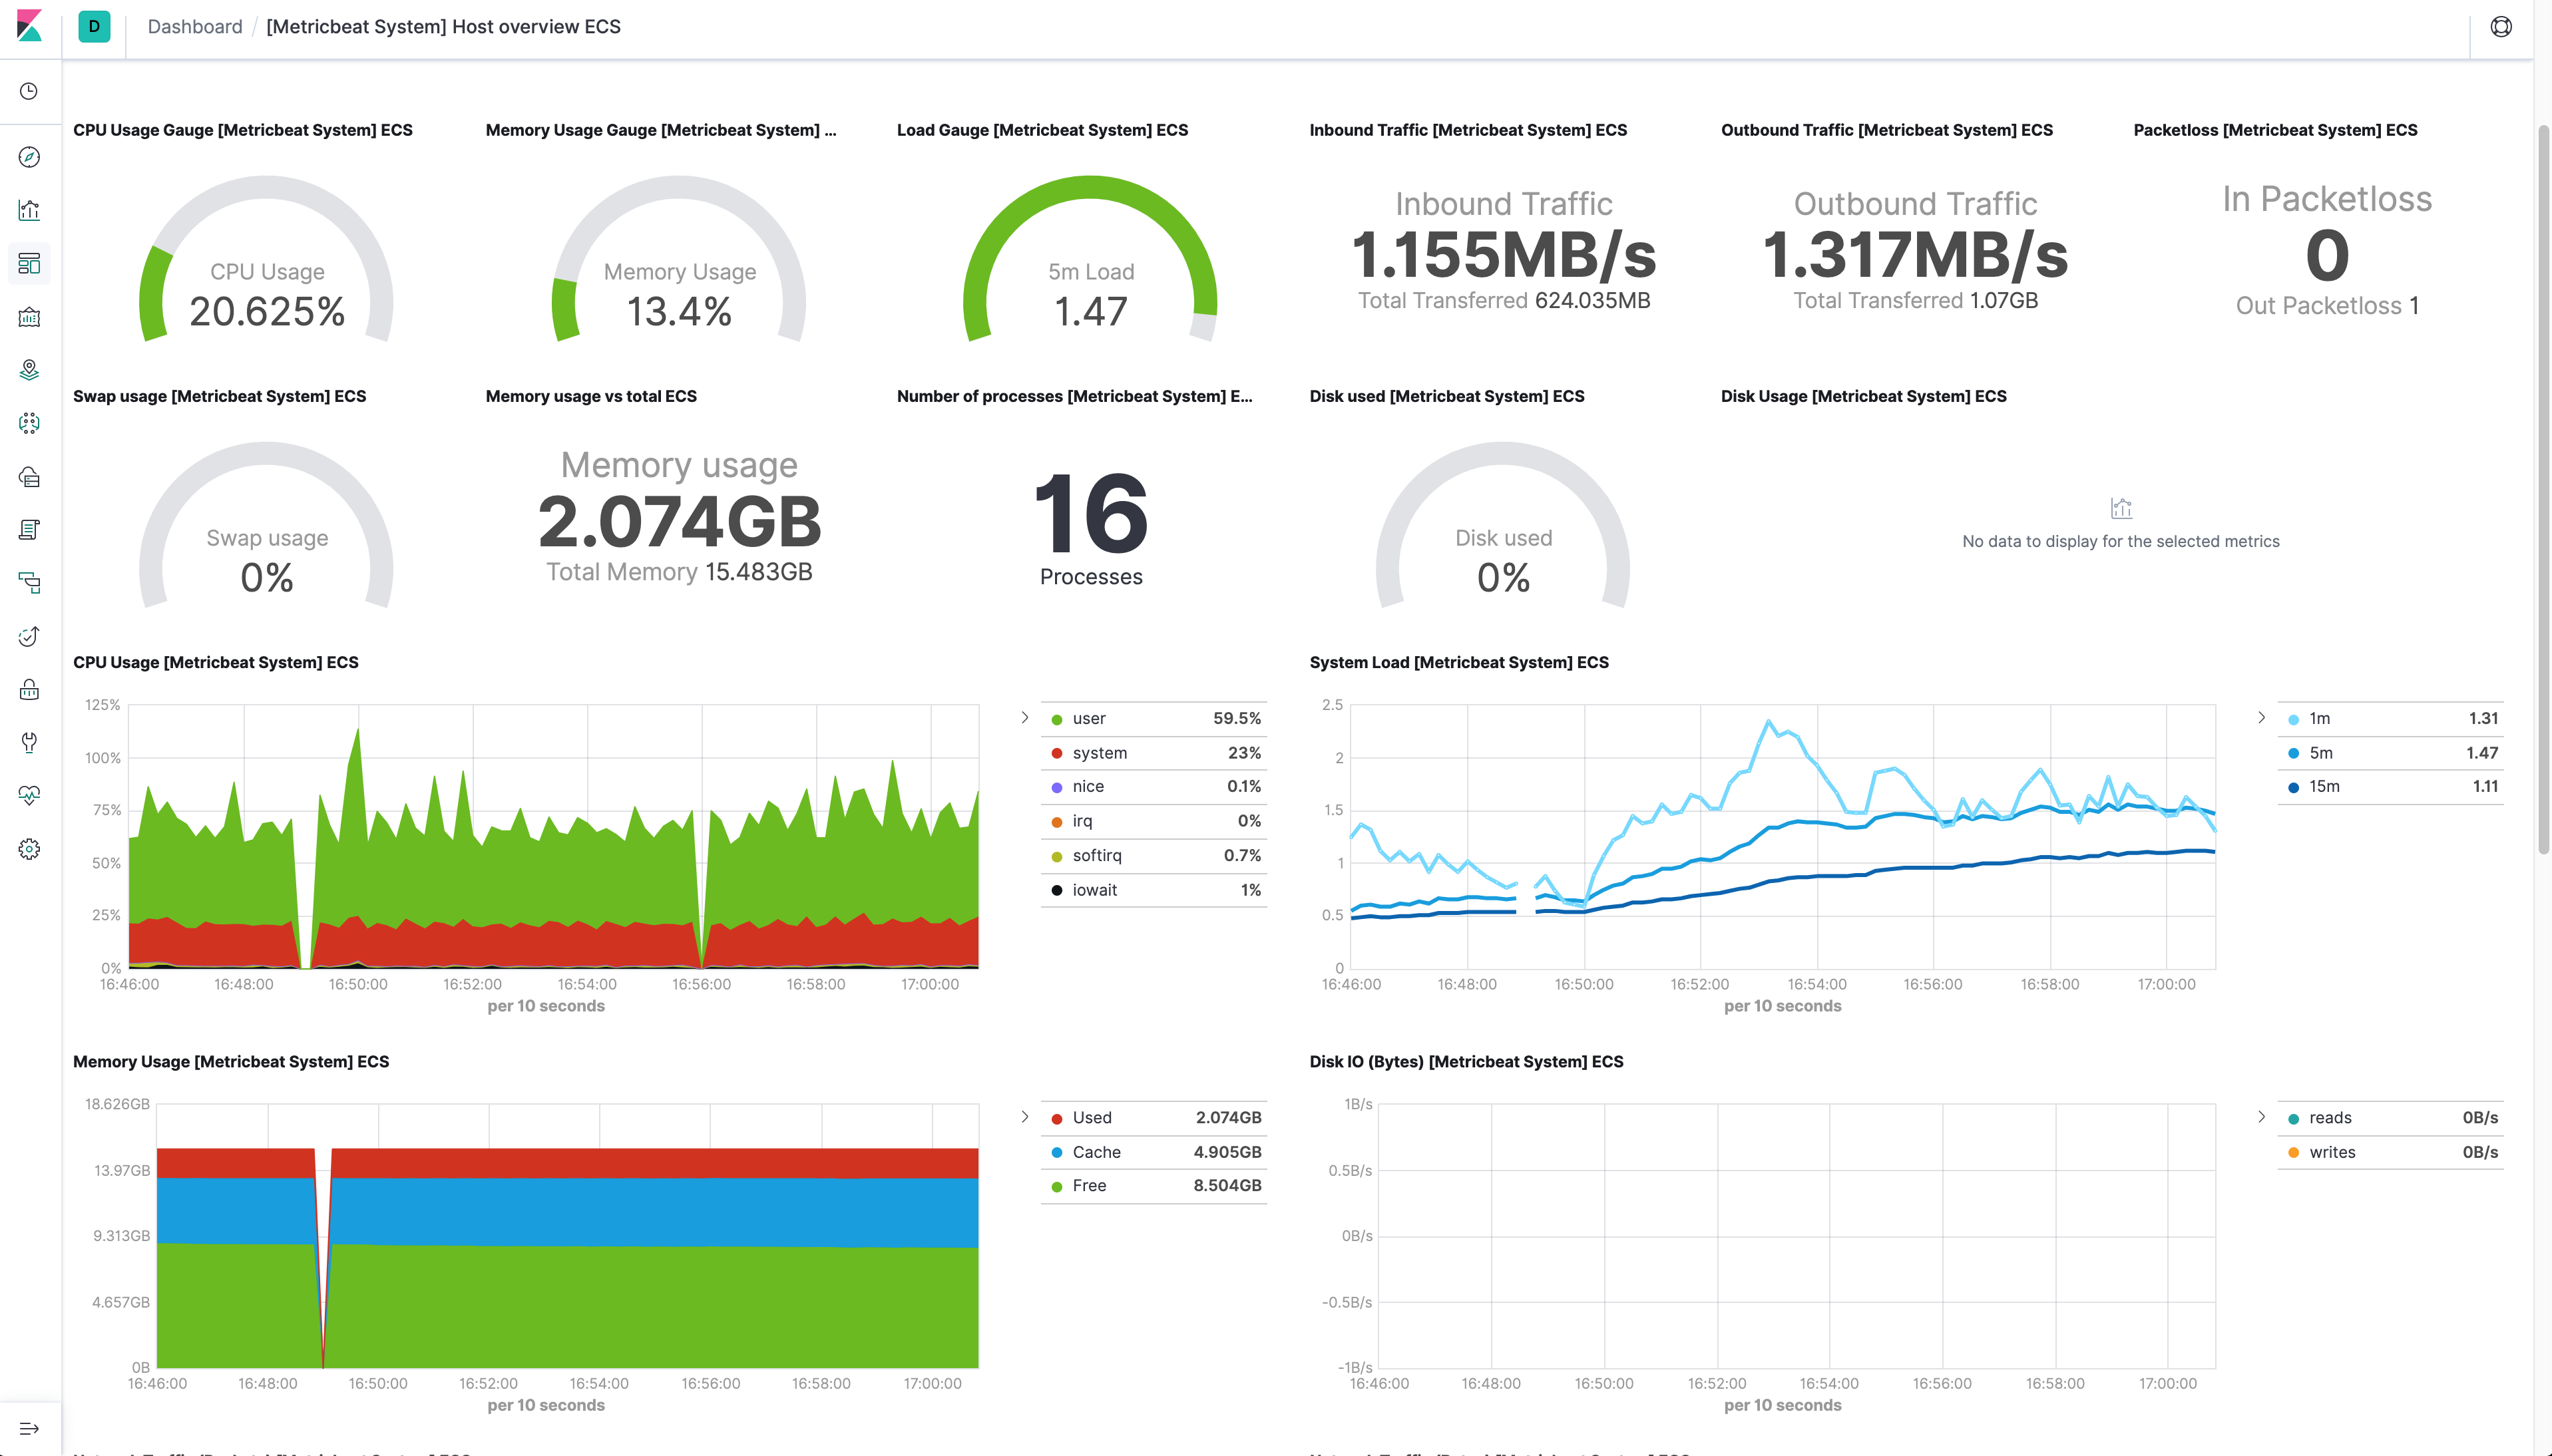 D
Dashboard / [Metricbeat System] Host overview ECS
CPU Usage Gauge [Metricbeat System] ECS
CPU Usage
20.625%
Memory Usage Gauge [Metricbeat System] ...
Memory Usage
13.4%
Load Gauge [Metricbeat System] ECS
5m Load
1.47
Inbound Traffic [Metricbeat System] ECS
Inbound Traffic
1.155MB/s
Total Transferred 624.035MB
Outbound Traffic [Metricbeat System] ECS
Outbound Traffic
1.317MB/s
Total Transferred 1.07GB
Packetloss [Metricbeat System] ECS
In Packetloss
0
Out Packetloss 1
Swap usage [Metricbeat System] ECS
Swap usage
0%
Memory usage vs total ECS
Memory usage
2.074GB
Total Memory 15.483GB
Number of processes [Metricbeat System] E...
16
Processes
Disk used [Metricbeat System] ECS
Disk used
0%
Disk Usage [Metricbeat System] ECS
No data to display for the selected metrics
CPU Usage [Metricbeat System] ECS
125%
100%
75%
50%
25%
0%
16:46:00 16:48:00 16:50:00 16:52:00 16:54:00 16:56:00 16:58:00 17:00:00
per 10 seconds
user 59.5%
system 23%
nice 0.1%
irq 0%
softirq 0.7%
iowait 1%
System Load [Metricbeat System] ECS
2.5
2
1.5
1
0.5
0
16:46:00 16:48:00 16:50:00 16:52:00 16:54:00 16:56:00 16:58:00 17:00:00
per 10 seconds
1m 1.31
5m 1.47
15m 1.11
Memory Usage [Metricbeat System] ECS
18.626GB
13.97GB
9.313GB
4.657GB
0B
16:46:00 16:48:00 16:50:00 16:52:00 16:54:00 16:56:00 16:58:00 17:00:00
per 10 seconds
Used 2.074GB
Cache 4.905GB
Free 8.504GB
Disk IO (Bytes) [Metricbeat System] ECS
1B/s
0.5B/s
0B/s
-0.5B/s
-1B/s
16:46:00 16:48:00 16:50:00 16:52:00 16:54:00 16:56:00 16:58:00 17:00:00
per 10 seconds
reads 0B/s
writes 0B/s